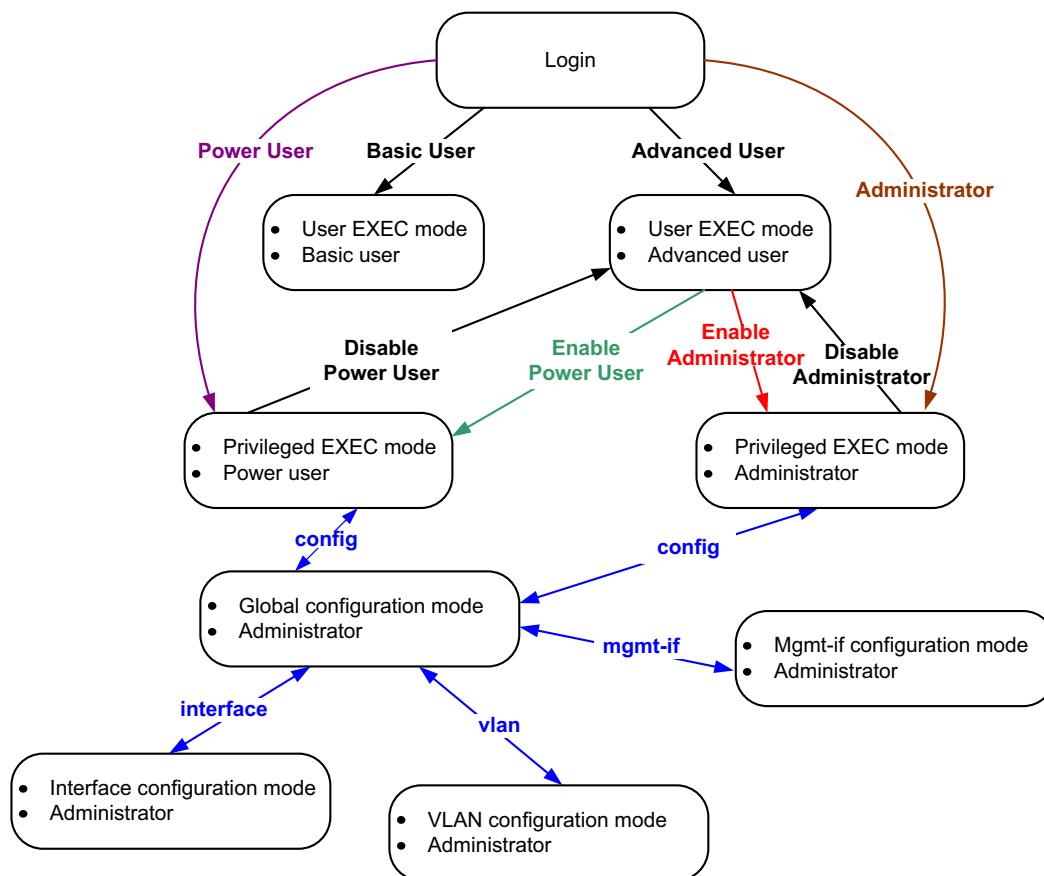 Login
Power User
Basic User
Advanced User
Administrator
• User EXEC mode
• Basic user
• User EXEC mode
• Advanced user
Disable
Power User
Enable
Power User
Enable
Administrator
Disable
Administrator
• Privileged EXEC mode
• Power user
• Privileged EXEC mode
• Administrator
config
config
• Global configuration mode
• Administrator
mgmt-if
• Mgmt-if configuration mode
• Administrator
interface
vlan
• Interface configuration mode
• Administrator
• VLAN configuration mode
• Administrator